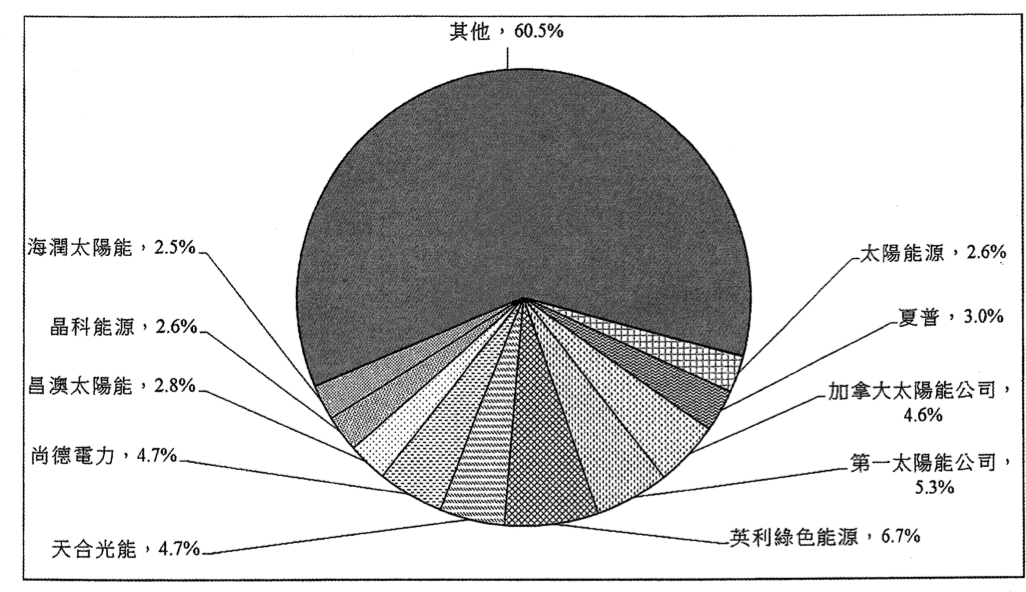 其他，60.5%
海潤太陽能，2.5%
晶科能源，2.6%
昌澳太陽能，2.8%
尚德電力，4.7%
天合光能，4.7%
太陽能源，2.6%
夏普，3.0%
加拿大太陽能公司，
4.6%
第一太陽能公司，
5.3%
英利綠色能源，6.7%